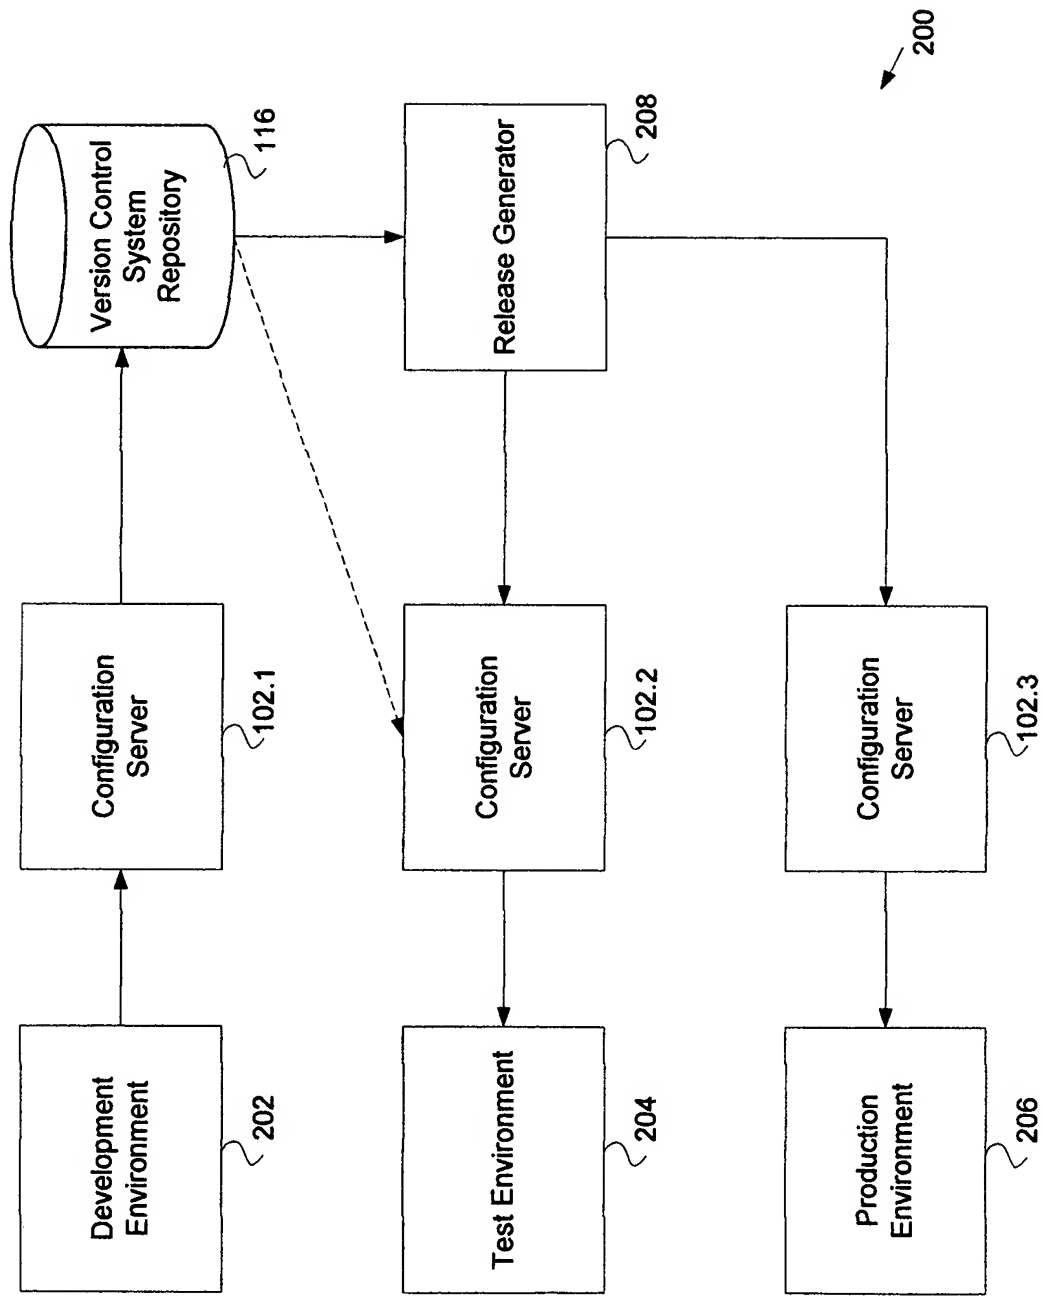 Development
Environment
202
Configuration
Server
102.1
Version Control
System
Repository
116
Test Environment
204
Configuration
Server
102.2
Release Generator
208
Production
Environment
206
Configuration
Server
102.3
200